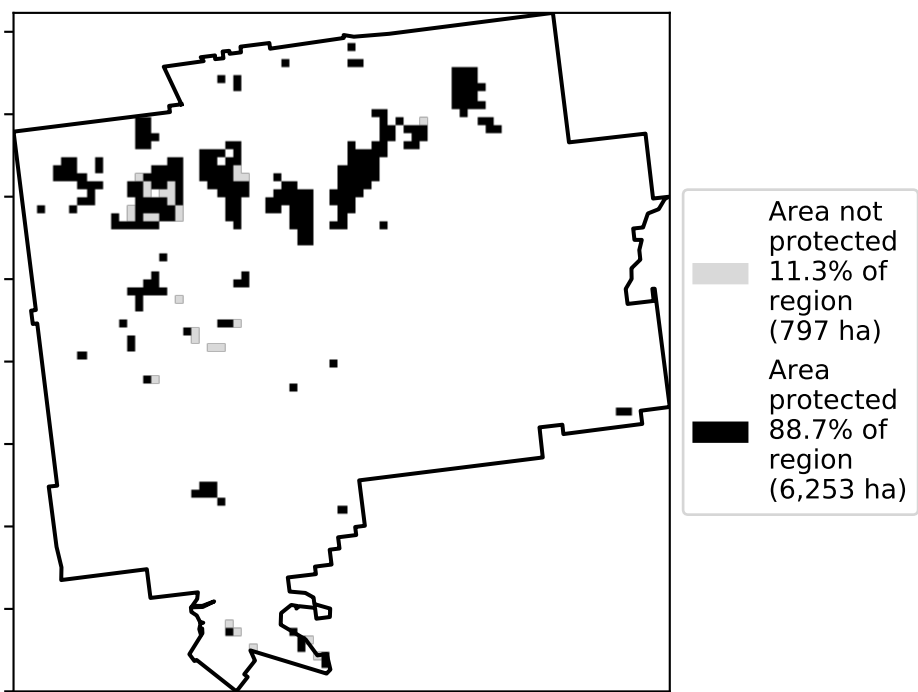 Area not
protected
11.3% of
region
(797 ha)
Area
protected
88.7% of
region
(6,253 ha)